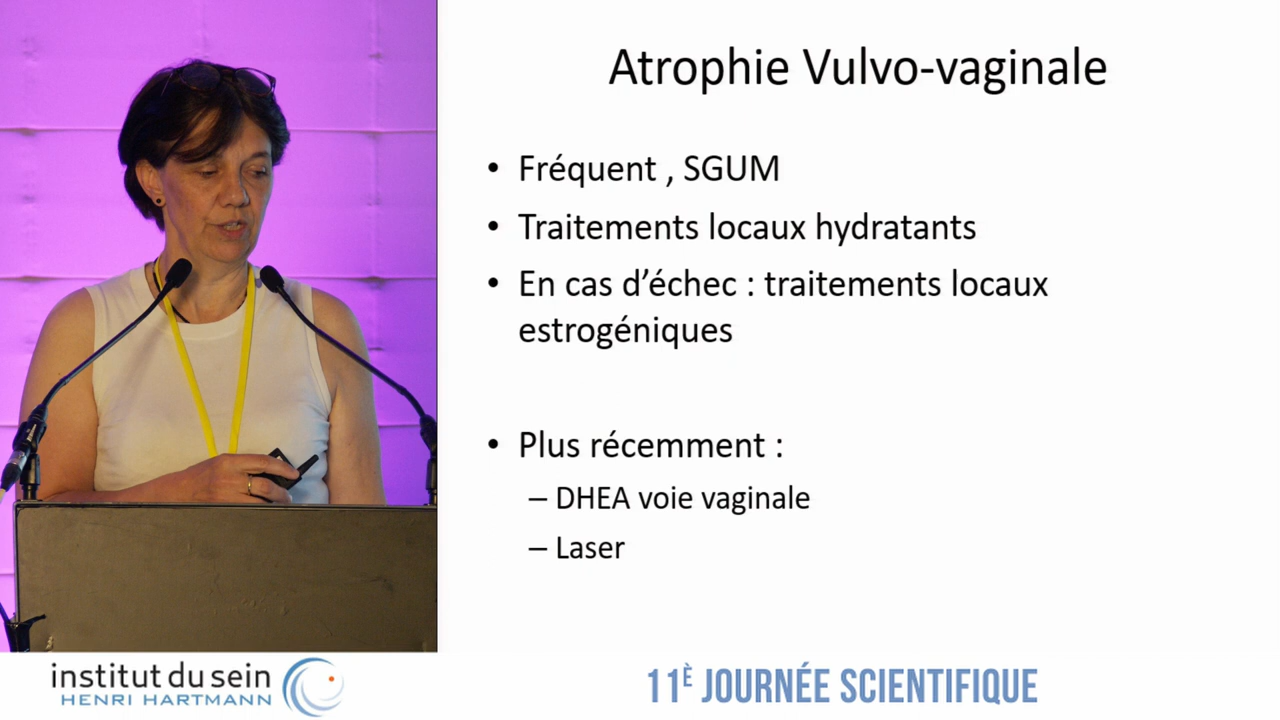 Atrophie Vulvo-vaginale
• Fréquent , SGUM
• Traitements locaux hydratants
• En cas d’échec : traitements locaux
estrogéniques
• Plus récemment :
– DHEA voie vaginale
– Laser
institut du sein
HENRI HARTMANN
11È JOURNÉE SCIENTIFIQUE